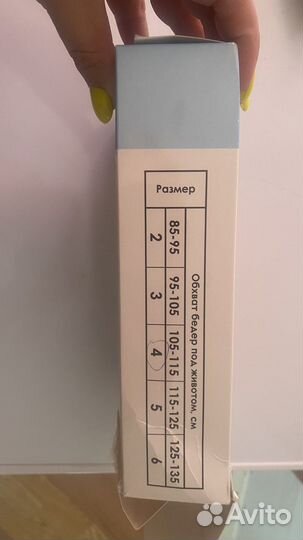 Размер
Обхват бедер под животом, см
85-95 95-105 105-115 115-125 125-135
2 3 4 5 6
Avito